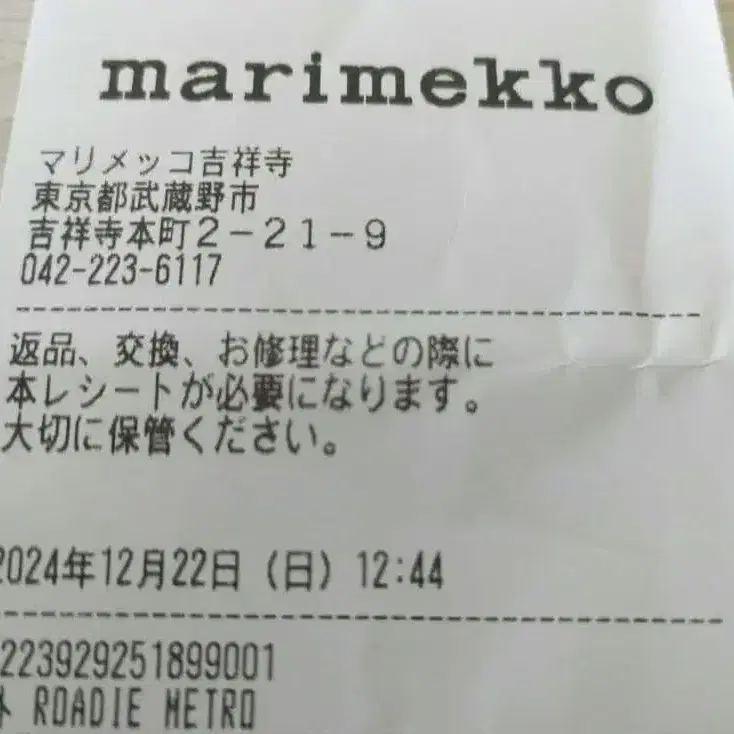 marimekko
マリメッコ吉祥寺
東京都武蔵野市
吉祥寺本町2-21-9
042-223-6117
返品、交換、お修理などの際に
本レシートが必要になります。
大切に保管ください。
2024年12月22日（日）12:44
223929251899001
ROADIE METRO